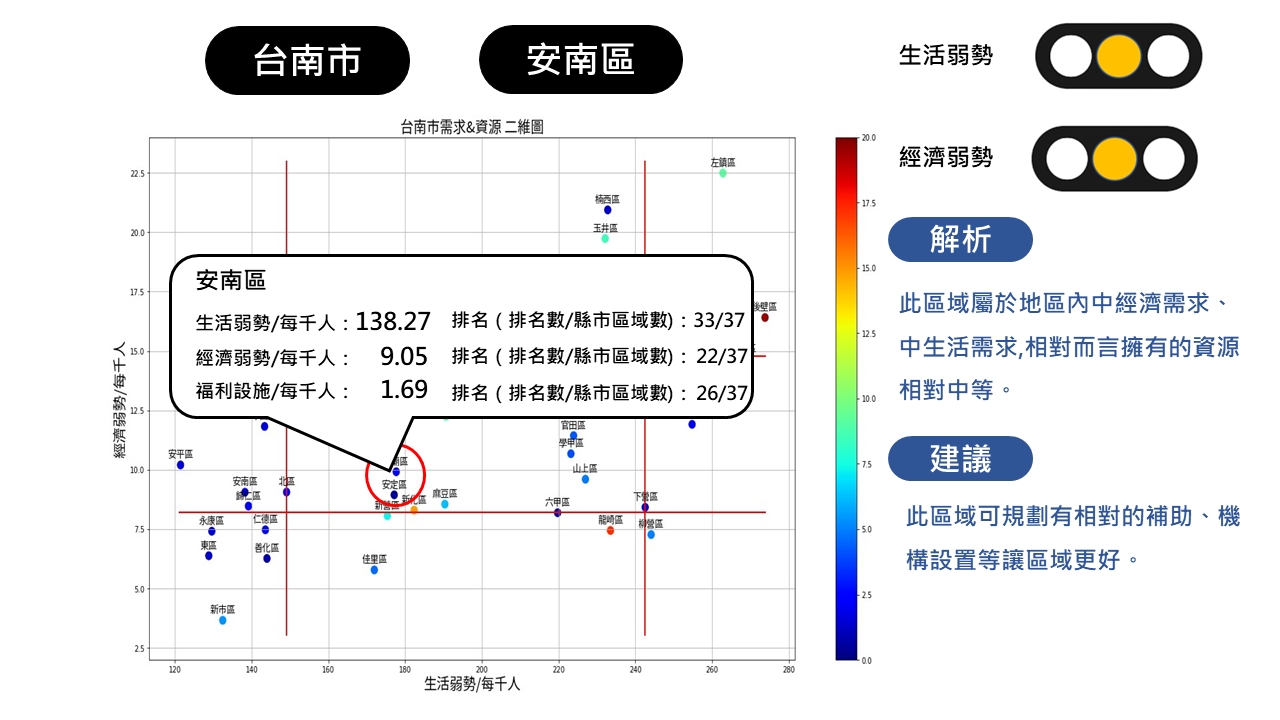 台南市
安南區
生活弱勢
經濟弱勢
台南市需求&資源 二維圖
左鎮區
楠西區
玉井區
後壁區
安南區
生活弱勢/每千人：138.27 排名（排名數/縣市區域數)：33/37
經濟弱勢/每千人： 9.05 排名（排名數/縣市區域數)：22/37
福利設施/每千人： 1.69 排名（排名數/縣市區域數)：26/37
官田區
學甲區
安平區
山上區
安南區
北區
安定區
歸仁區
新營區
新化區
麻豆區
六甲區
下營區
永康區
仁德區
龍崎區
柳營區
東區
善化區
佳里區
新市區
22.5
20.0
17.5
15.0
12.5
10.0
7.5
5.0
2.5
120 140 160 180 200 220 240 260 280
生活弱勢/每千人
經濟弱勢/每千人
20.0
17.5
15.0
12.5
10.0
7.5
5.0
2.5
0.0
解析
此區域屬於地區內中經濟需求、
中生活需求,相對而言擁有的資源
相對中等。
建議
此區域可規劃有相對的補助、機
構設置等讓區域更好。